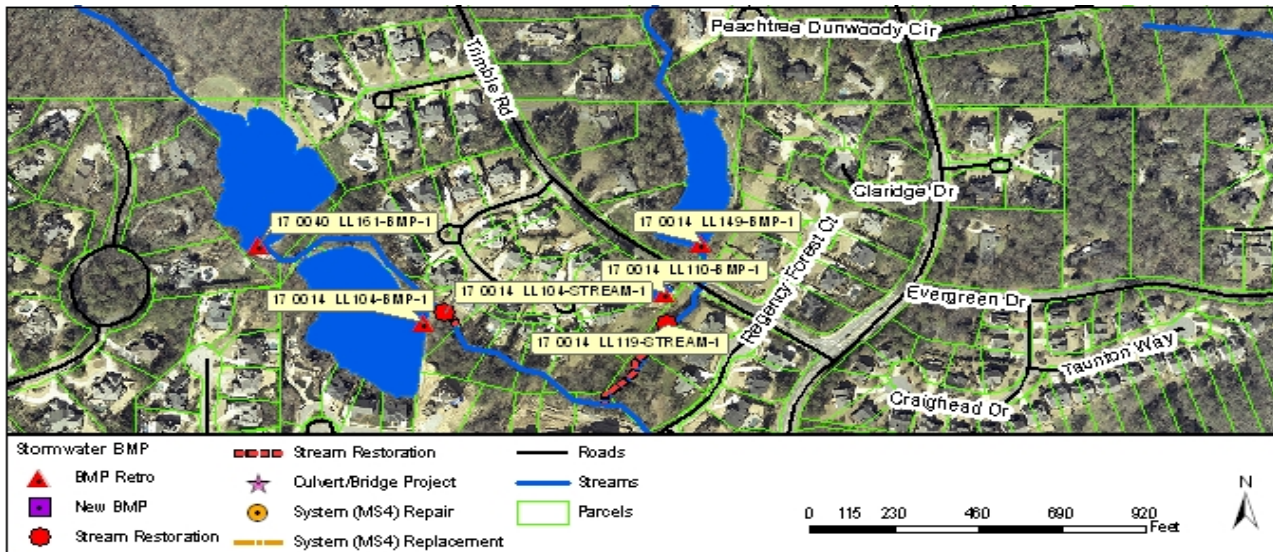 Peachtree Dunwoody Cir
Trimble Rd
Claridge Dr
17 0040 LL161-BMP-1
17 0014 LL149-BMP-1
17 0014 LL110-BMP-1
17 0014 LL104-STREAM-1
17 0014 LL104-BMP-1
Regency Forest Ct
Evergreen Dr
17 0014 LL119-STREAM-1
Taunton Way
Craighead Dr
Stormwater BMP
BMP Retro
New BMP
Stream Restoration
Stream Restoration
Culvert/Bridge Project
System (MS4) Repair
System (MS4) Replacement
Roads
Streams
Parcels
0 115 230 460 690 920
Feet
N